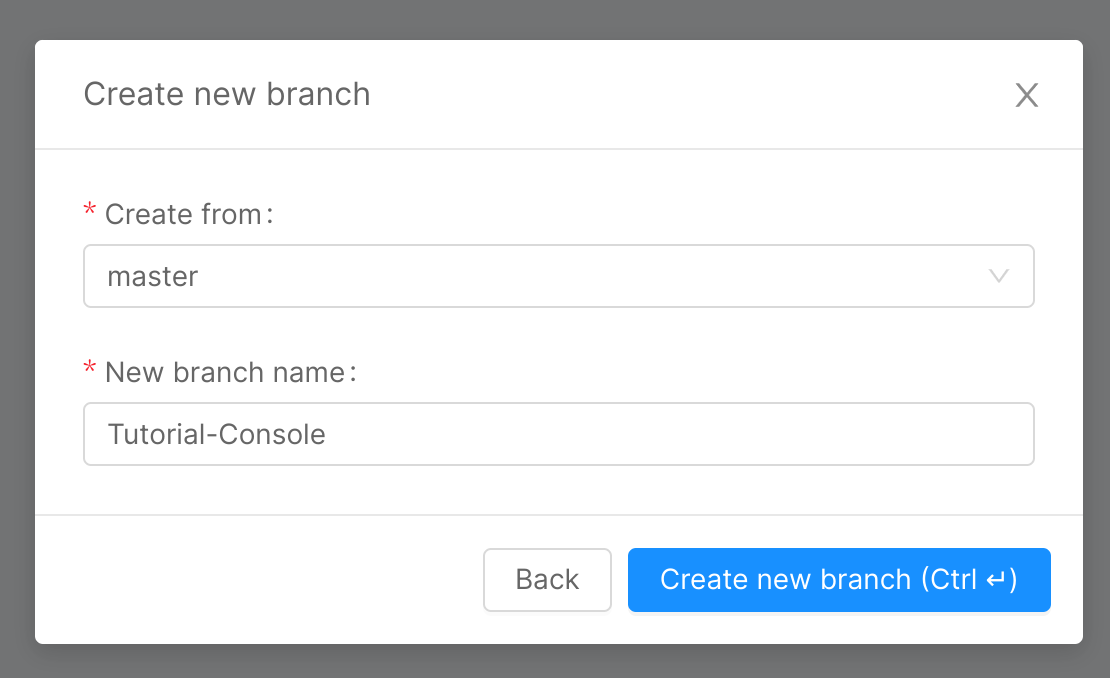 Create new branch
* Create from:
master
* New branch name:
Tutorial-Console
Back
Create new branch (Ctrl ↵)